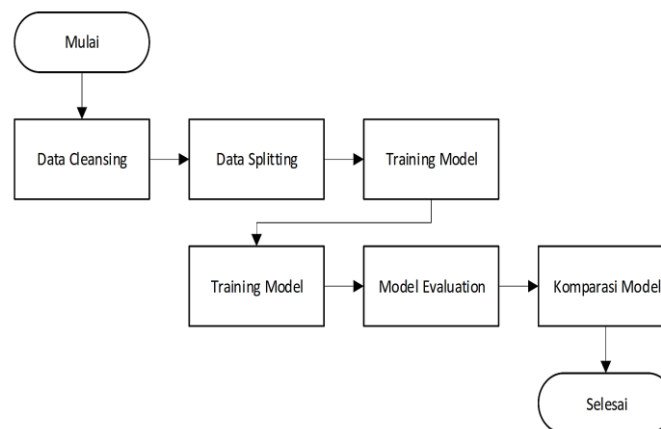 Mulai
Data Cleansing
Data Splitting
Training Model
Training Model
Model Evaluation
Komparasi Model
Selesai